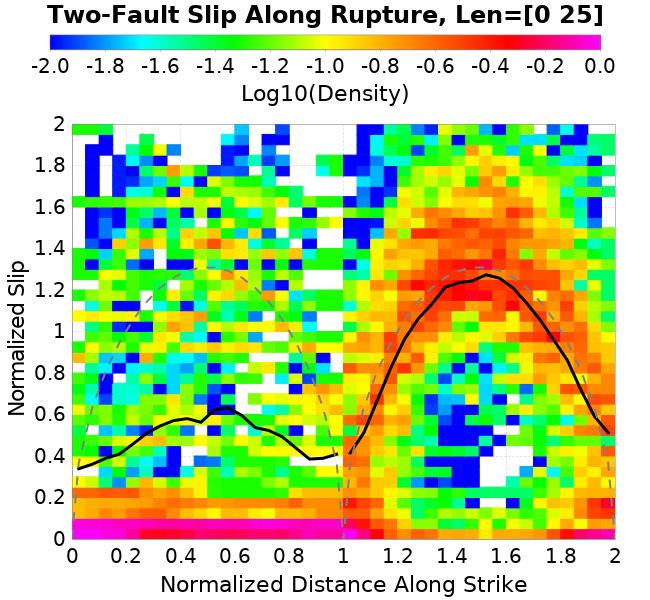 Two-Fault Slip Along Rupture, Len=[0 25]
-2.0 -1.8 -1.6 -1.4 -1.2 -1.0 -0.8 -0.6 -0.4 -0.2 0.0
Log10(Density)
2
1.8
1.6
1.4
1.2
1
0.8
0.6
0.4
0.2
0
Normalized Slip
0 0.2 0.4 0.6 0.8 1 1.2 1.4 1.6 1.8 2
Normalized Distance Along Strike